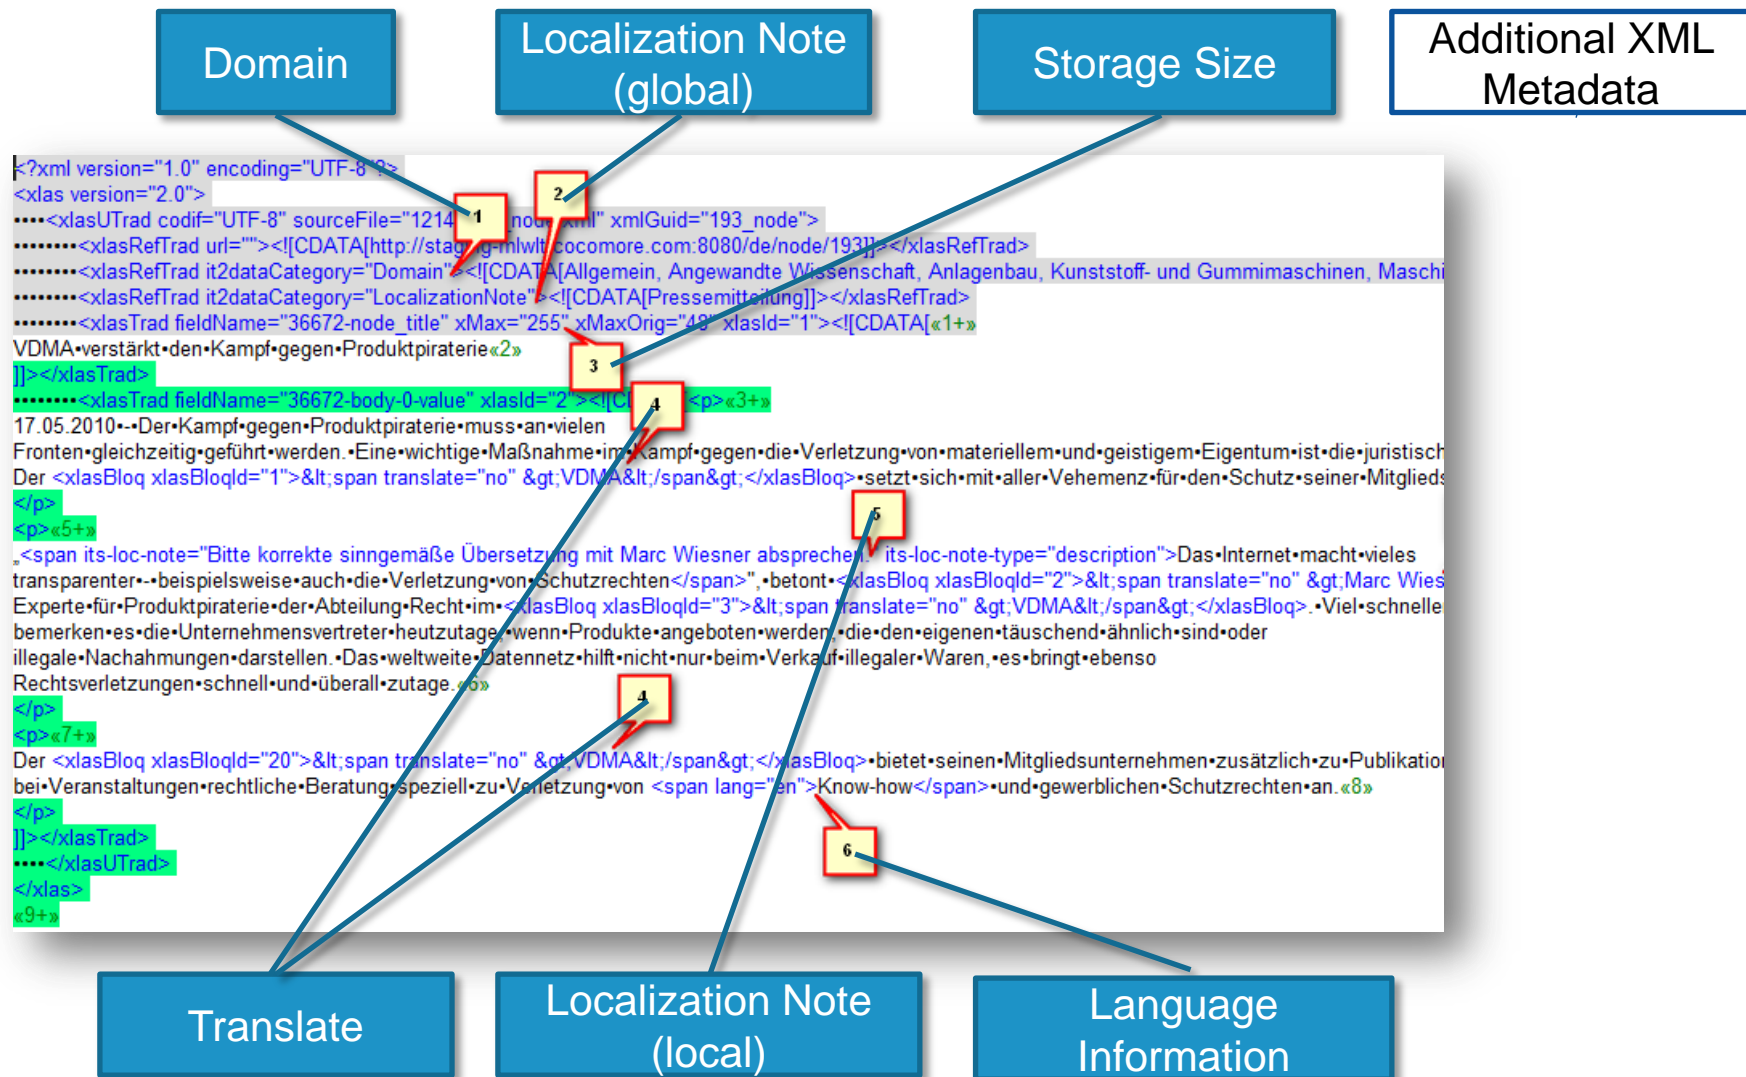 Domain
Localization Note
(global)
Storage Size
Additional XML
Metadata
<?xml version="1.0" encoding="UTF-8"?>
<xlas version="2.0">
••••<xlasUTrad codif="UTF-8" sourceFile="1214 1 _node.xml" xmlGuid="193_node">
2
••••••••<xlasRefTrad url=""><![CDATA[http://staging-mlwlt.cocomore.com:8080/de/node/193]]></xlasRefTrad>
••••••••<xlasRefTrad it2dataCategory="Domain"><![CDATA[Allgemein, Angewandte Wissenschaft, Anlagenbau, Kunststoff- und Gummimaschinen, Maschi
••••••••<xlasRefTrad it2dataCategory="LocalizationNote"><![CDATA[Pressemitteilung]]></xlasRefTrad>
••••••••<xlasTrad fieldName="36672-node_title" xMax="255" xMaxOrig="48" xlasId="1"><![CDATA[«1+»
VDMA•verstärkt•den•Kampf•gegen•Produktpiraterie«2»
3
]]></xlasTrad>
••••••••<xlasTrad fieldName="36672-body-0-value" xlasId="2"><![CD 4 [<p>«3+»
17.05.2010•-•Der•Kampf•gegen•Produktpiraterie•muss•an•vielen
Fronten•gleichzeitig•geführt•werden.•Eine•wichtige•Maßnahme•im•Kampf•gegen•die•Verletzung•von•materiellem•und•geistigem•Eigentum•ist•die•juristisch
Der <xlasBloq xlasBloqId="1">&lt;span translate="no" &gt;VDMA&lt;/span&gt;</xlasBloq>•setzt•sich•mit•aller•Vehemenz•für•den•Schutz•seiner•Mitglieds
</p>
<p>«5+»
5
„<span its-loc-note="Bitte korrekte sinngemäße Übersetzung mit Marc Wiesner absprechen." its-loc-note-type="description">Das•Internet•macht•vieles
transparenter•-•beispielsweise•auch•die•Verletzung•von•Schutzrechten</span>",•betont•<xlasBloq xlasBloqId="2">&lt;span translate="no" &gt;Marc Wies
Experte•für•Produktpiraterie•der•Abteilung•Recht•im•<xlasBloq xlasBloqId="3">&lt;span translate="no" &gt;VDMA&lt;/span&gt;</xlasBloq>.•Viel•schneller
bemerken•es•die•Unternehmensvertreter•heutzutage,•wenn•Produkte•angeboten•werden,•die•den•eigenen•täuschend•ähnlich•sind•oder
illegale•Nachahmungen•darstellen.•Das•weltweite•Datennetz•hilft•nicht•nur•beim•Verkauf•illegaler•Waren,•es•bringt•ebenso
Rechtsverletzungen•schnell•und•überall•zutage.«6»
4
</p>
<p>«7+»
Der <xlasBloq xlasBloqId="20">&lt;span translate="no" &gt;VDMA&lt;/span&gt;</xlasBloq>•bietet•seinen•Mitgliedsunternehmen•zusätzlich•zu•Publikation
bei•Veranstaltungen•rechtliche•Beratung•speziell•zu•Verletzung•von <span lang="en">Know-how</span>•und•gewerblichen•Schutzrechten•an.«8»
</p>
]]></xlasTrad>
6
••••</xlasUTrad>
</xlas>
«9+»
Translate
Localization Note
(local)
Language
Information